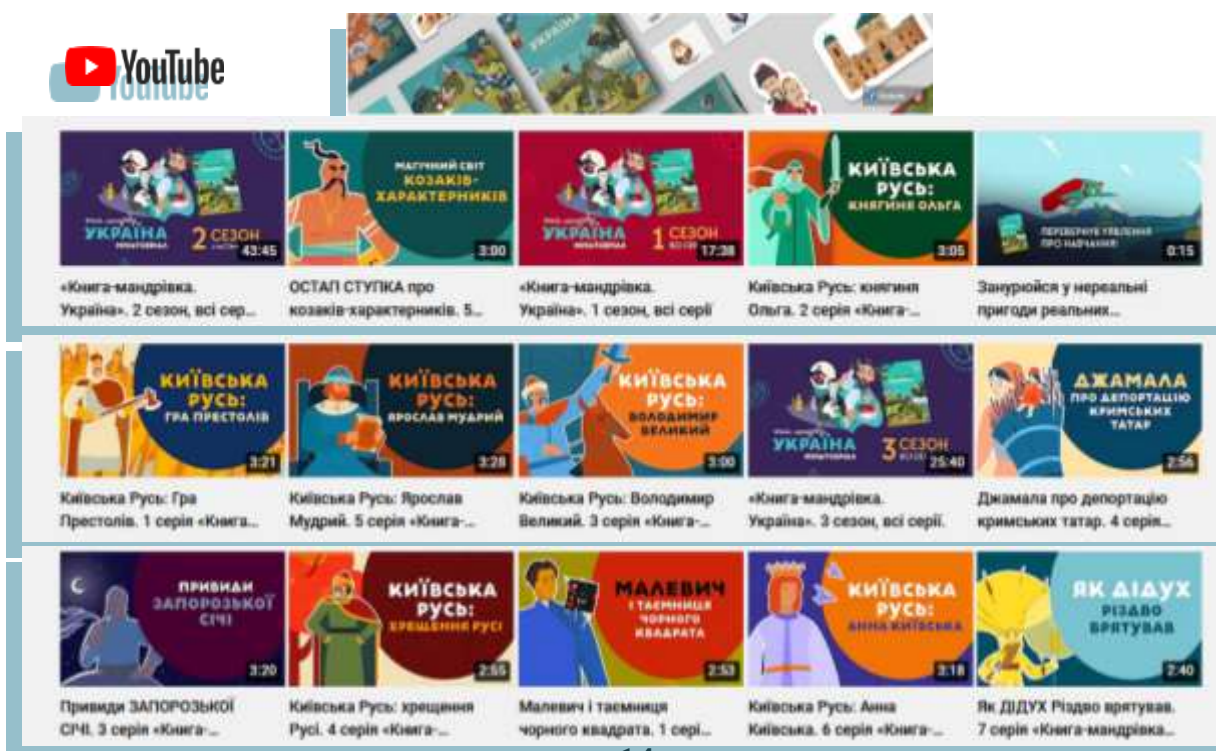 YouTube
YouTube
УКРАЇНА
УКРАЇНА
2 СЕЗОН
43:45
МАГІЧНИЙ СВІТ
КОЗАКІВ-
ХАРАКТЕРНИКІВ
3:00
УКРАЇНА
1 СЕЗОН
17:38
КИЇВСЬКА
РУСЬ:
КНЯГИНЯ ОЛЬГА
3:05
ПЕРЕВЕРНУЄ УЯВЛЕННЯ
ПРО НАВЧАННЯ!
0:15
«Книга-мандрівка.
Україна». 2 сезон, всі сер...
ОСТАП СТУПКА про
козаків-характерників. 5...
«Книга-мандрівка.
Україна». 1 сезон, всі серії
Київська Русь: княгиня
Ольга. 2 серія «Книга-...
Занурюйся у нереальні
пригоди реальних...
КИЇВСЬКА
РУСЬ:
ГРА ПРЕСТОЛІВ
3:21
КИЇВСЬКА
РУСЬ:
ЯРОСЛАВ МУДРИЙ
3:28
КИЇВСЬКА
РУСЬ:
ВОЛОДИМИР
ВЕЛИКИЙ
3:00
УКРАЇНА
3 СЕЗОН
25:40
ДЖАМАЛА
ПРО ДЕПОРТАЦІЮ
КРИМСЬКИХ
ТАТАР
2:56
Київська Русь: Гра
Престолів. 1 серія «Книга...
Київська Русь: Ярослав
Мудрий. 5 серія «Книга-...
Київська Русь: Володимир
Великий. 3 серія «Книга-...
«Книга-мандрівка.
Україна». 3 сезон, всі серії.
Джамала про депортацію
кримських татар. 4 серія...
ПРИВИДИ
ЗАПОРОЗЬКОЇ
СІЧІ
3:20
КИЇВСЬКА
РУСЬ:
ХРЕЩЕННЯ РУСІ
2:55
МАЛЕВИЧ
І ТАЄМНИЦЯ
ЧОРНОГО
КВАДРАТА
2:53
КИЇВСЬКА
РУСЬ:
АННА КИЇВСЬКА
3:18
ЯК ДІДУХ
РІЗДВО
ВРЯТУВАВ
2:40
Привиди ЗАПОРОЗЬКОЇ
СІЧІ. 3 серія «Книга-...
Київська Русь: хрещення
Русі. 4 серія «Книга-...
Малевич і таємниця
чорного квадрата. 1 сері...
Київська Русь: Анна
Київська. 6 серія «Книга-...
Як ДІДУХ Різдво врятував.
7 серія «Книга-мандрівка...